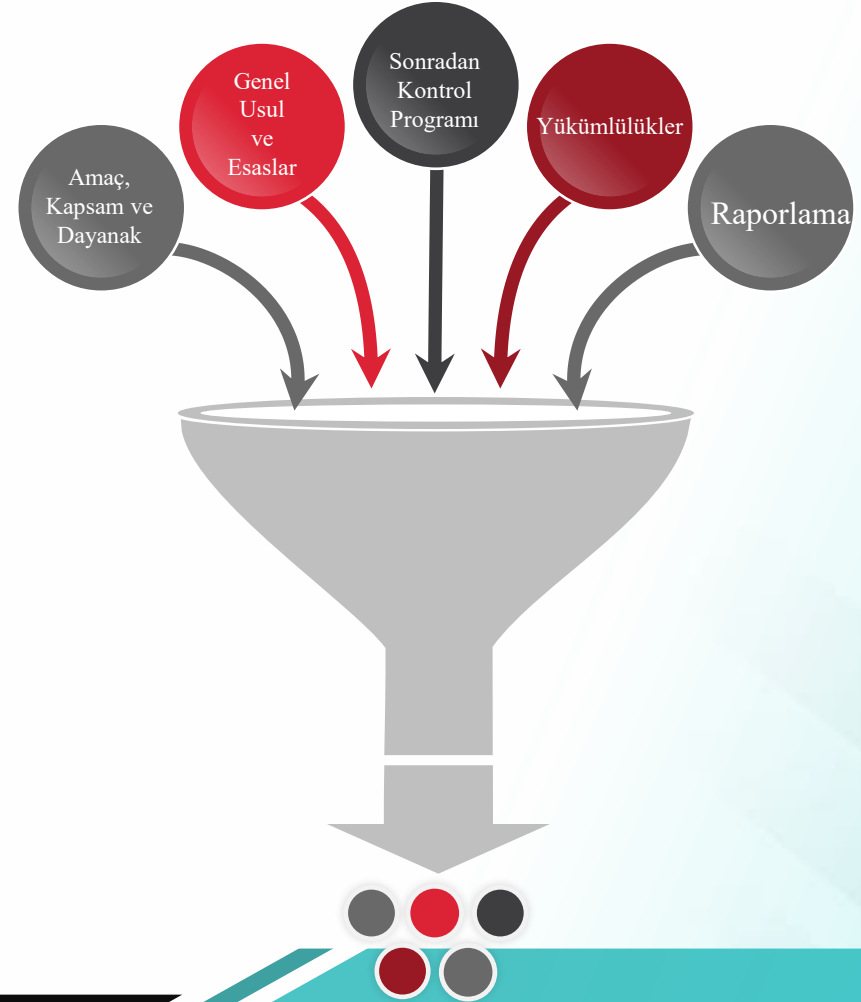 Amaç,
Kapsam ve
Dayanak
Genel
Usul
ve
Esaslar
Sonradan
Kontrol
Programı
Yükümlülükler
Raporlama